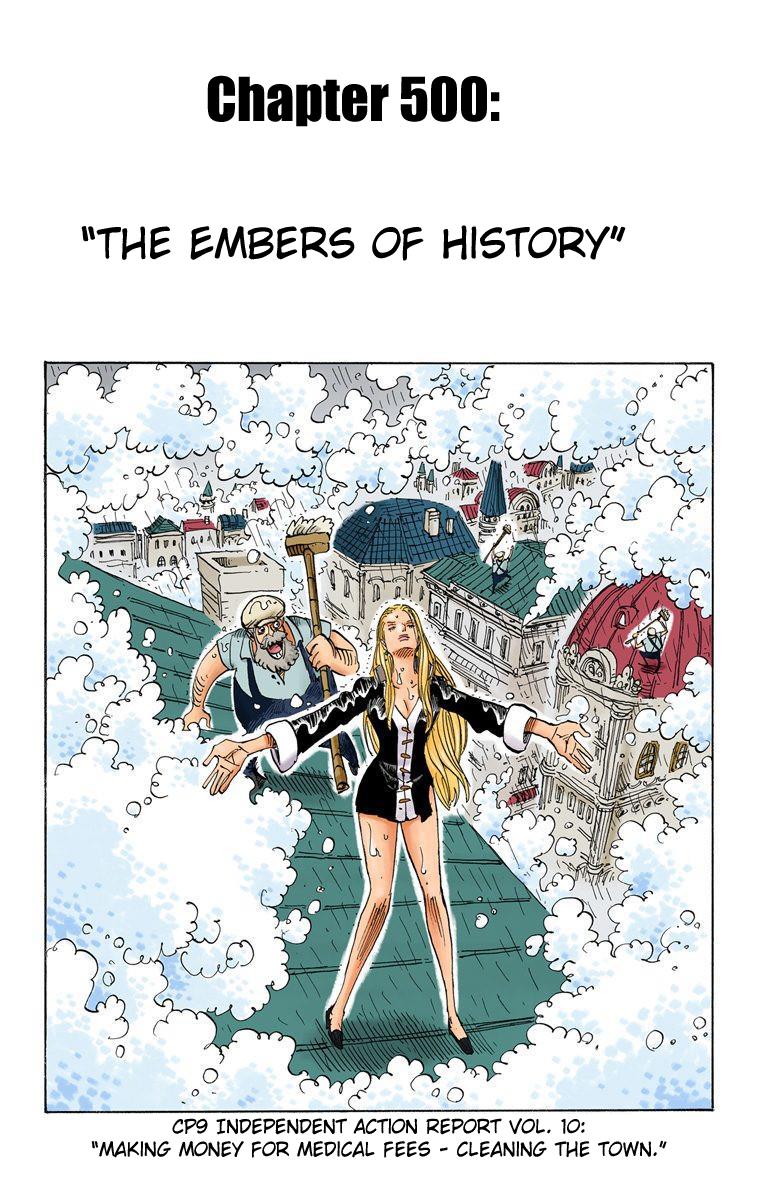 Chapter 500:
"THE EMBERS OF HISTORY"
CP9 INDEPENDENT ACTION REPORT VOL. 10:
"MAKING MONEY FOR MEDICAL FEES - CLEANING THE TOWN."